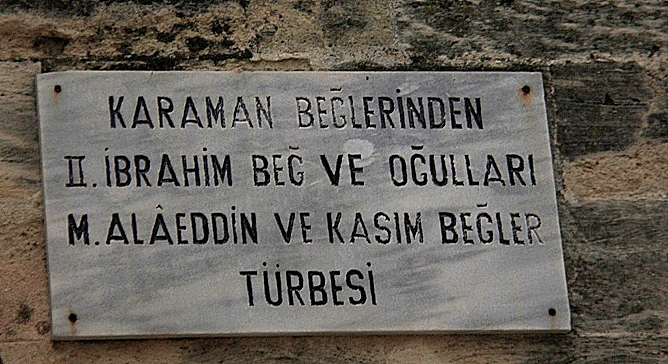 KARAMAN BEĞLERİNDEN
II. İBRAHİM BEĞ VE OĞULLARI
M. ALÂEDDİN VE KASIM BEĞLER
TÜRBESİ